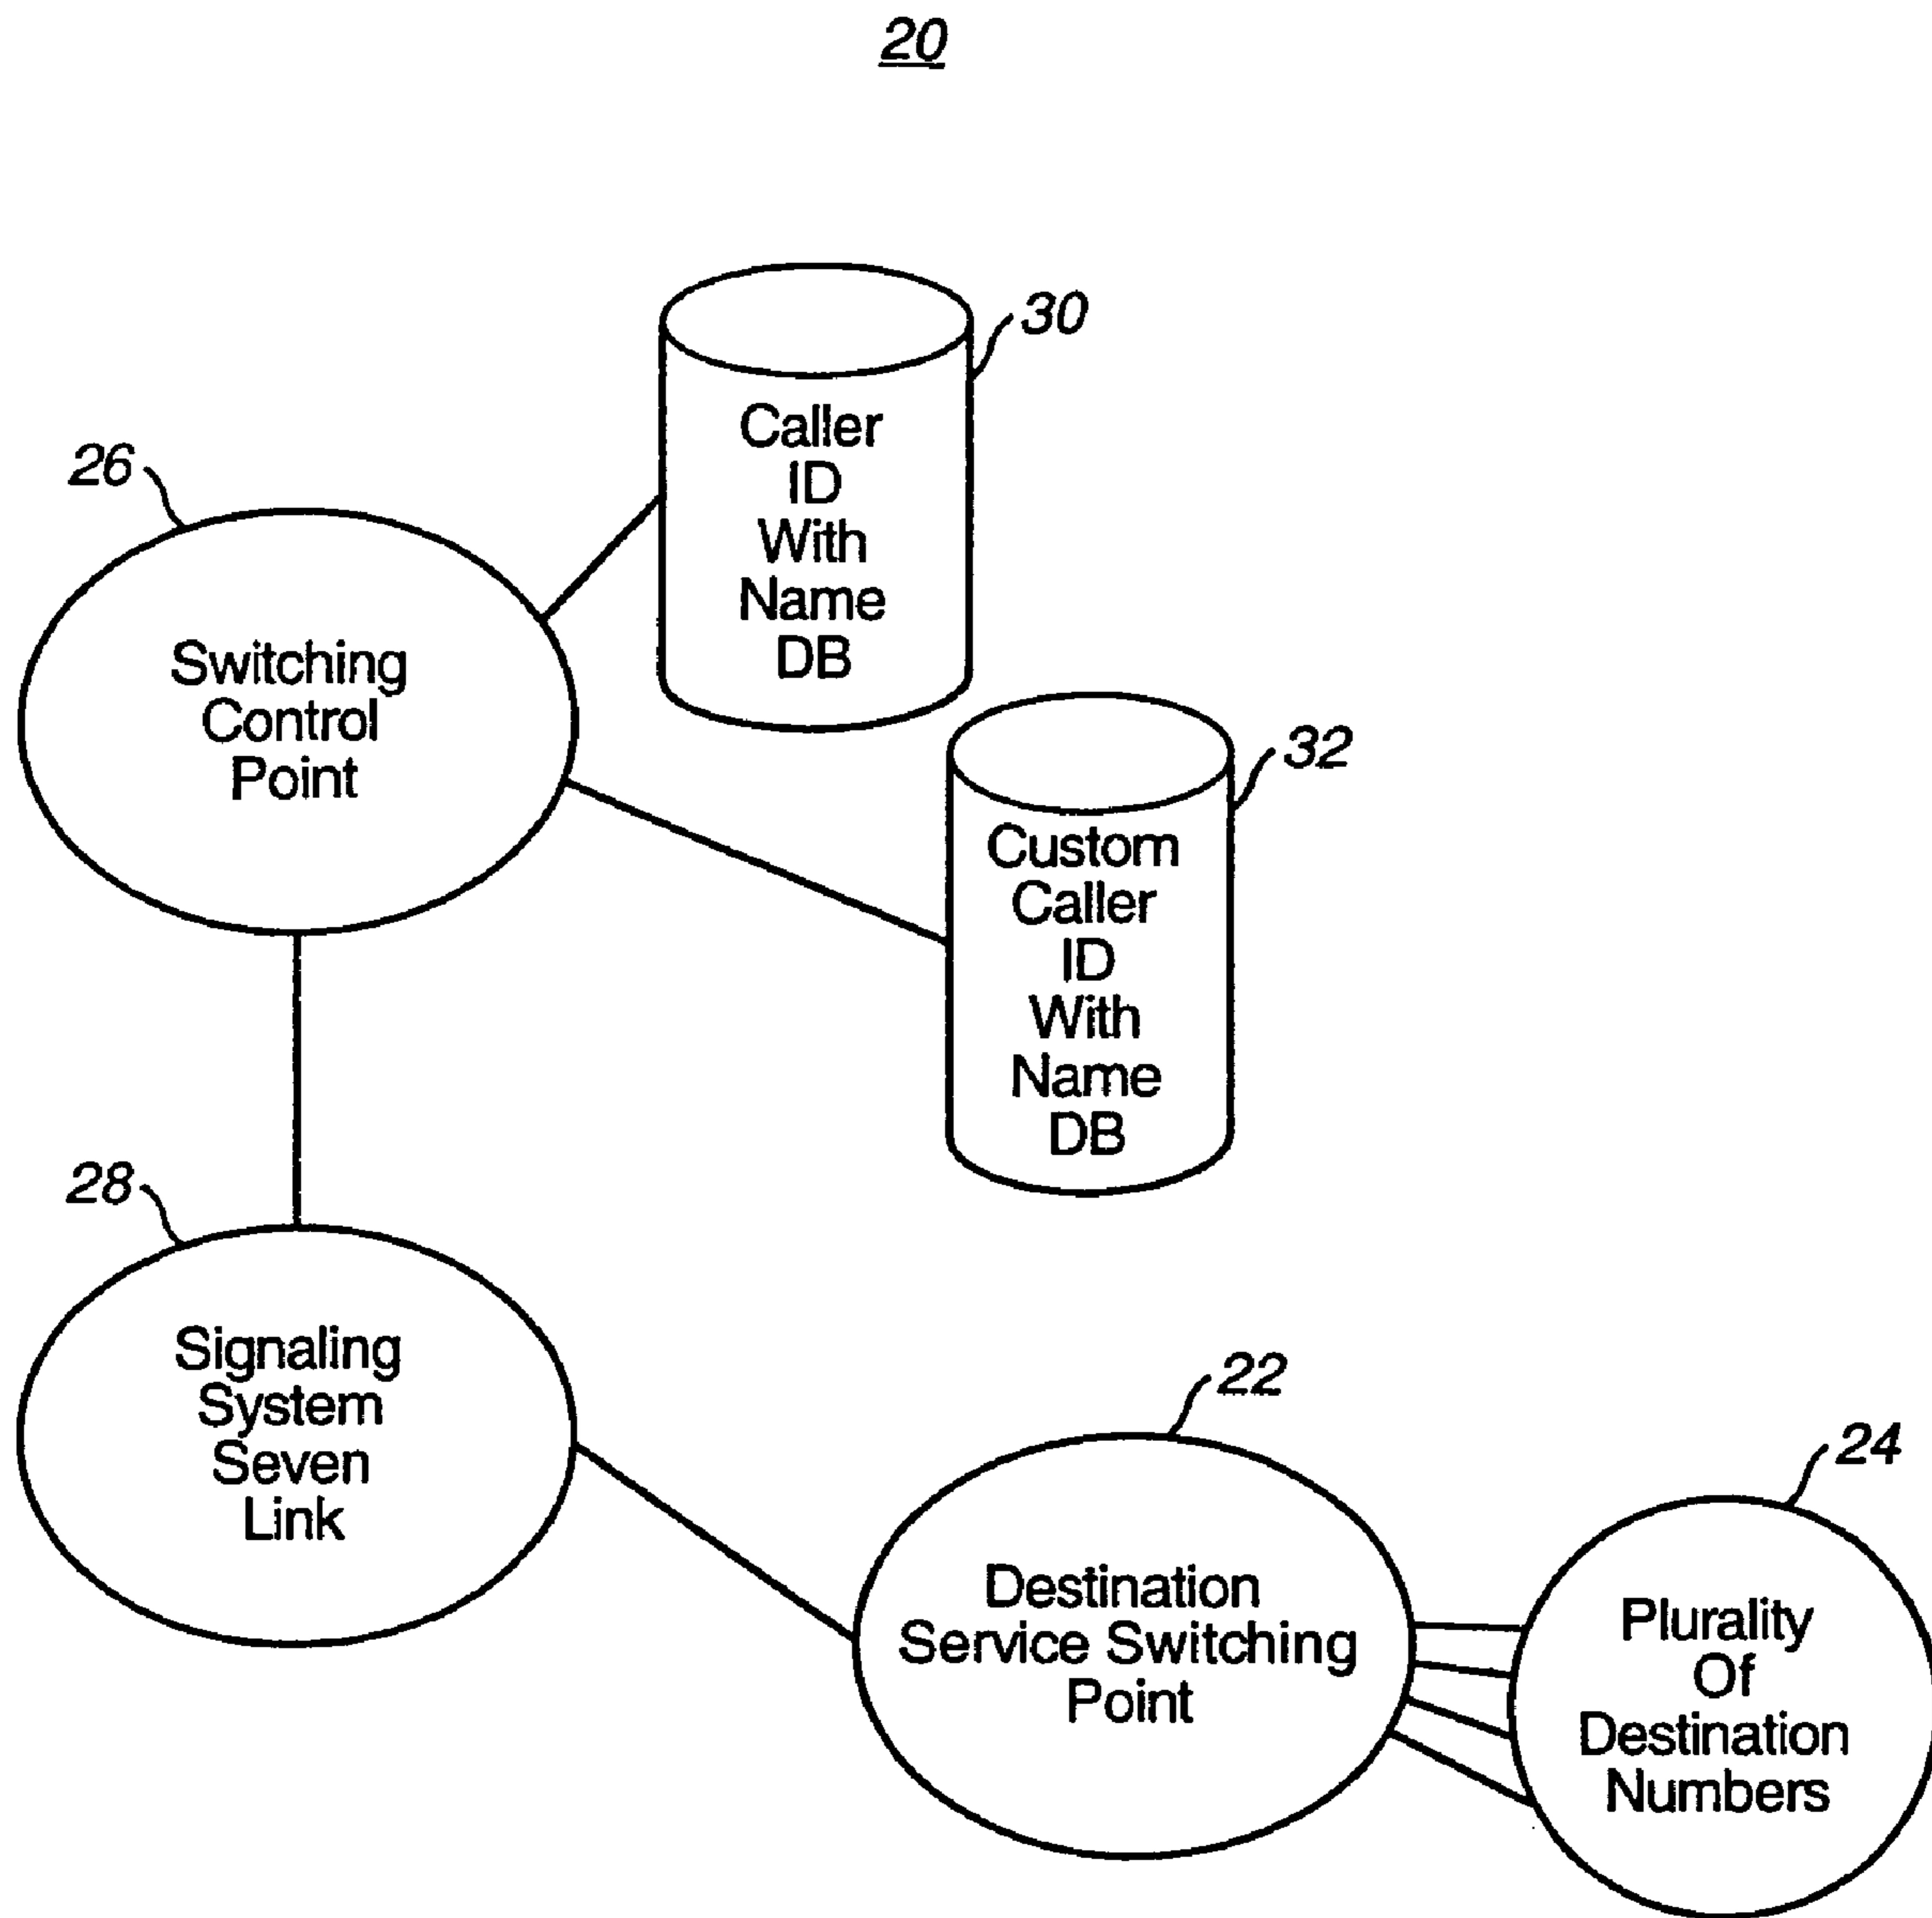 20
30
Caller
ID
With
Name
DB
26
Switching
Control
Point
32
Custom
Caller
ID
With
Name
DB
28
Signaling
System
Seven
Link
22
Destination
Service Switching
Point
24
Plurality
Of
Destination
Numbers